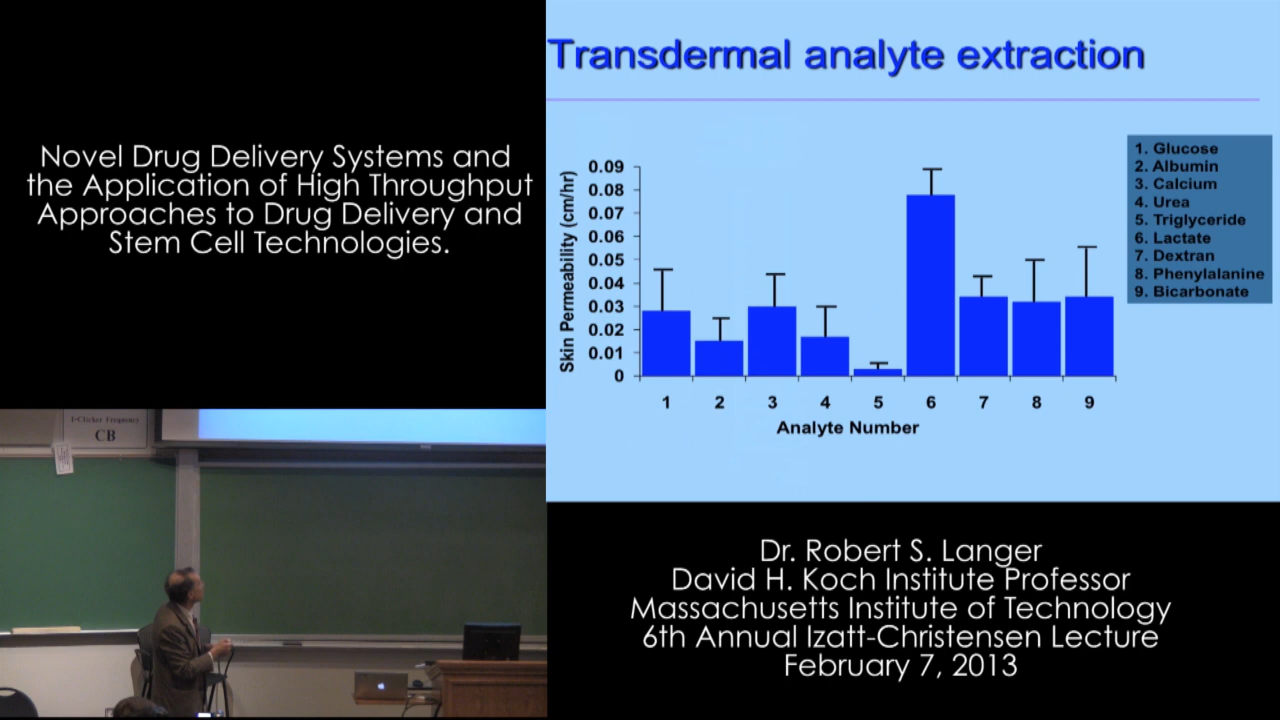 Novel Drug Delivery Systems and
the Application of High Throughput
Approaches to Drug Delivery and
Stem Cell Technologies.
Transdermal analyte extraction
Skin Permeability (cm/hr)
0.09
0.08
0.07
0.06
0.05
0.04
0.03
0.02
0.01
0
1 2 3 4 5 6 7 8 9
Analyte Number
1. Glucose
2. Albumin
3. Calcium
4. Urea
5. Triglyceride
6. Lactate
7. Dextran
8. Phenylalanine
9. Bicarbonate
i-Clicker Frequency
CB
Dr. Robert S. Langer
David H. Koch Institute Professor
Massachusetts Institute of Technology
6th Annual Izatt-Christensen Lecture
February 7, 2013